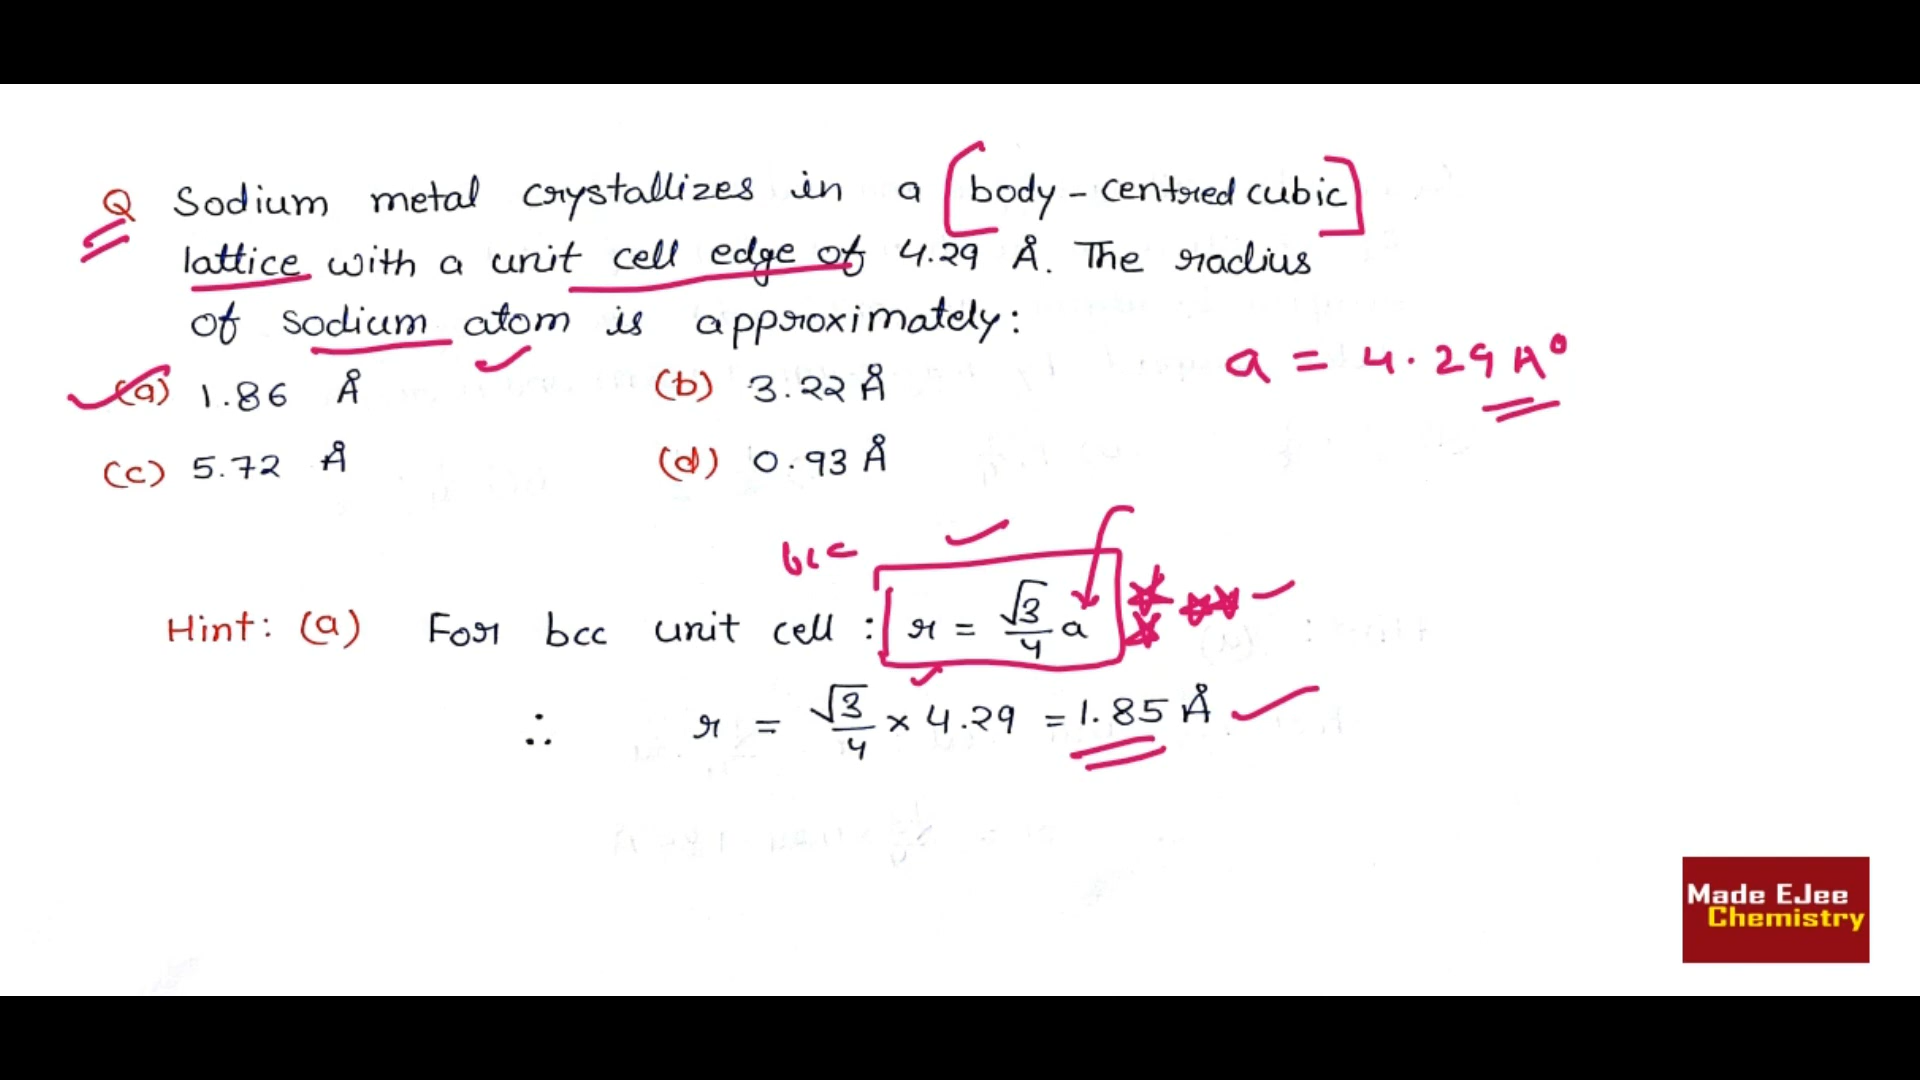 Q Sodium metal crystallizes in a [body-centred cubic]
lattice with a unit cell edge of 4.29 Å. The radius
of sodium atom is approximately:
a = 4.29 A°
(a) 1.86 Å (b) 3.22 Å
(c) 5.72 Å (d) 0.93 Å
bcc
Hint: (a) For bcc unit cell : r = √3/4 a
∴ r = √3/4 × 4.29 = 1.85 Å
Made EJee
Chemistry